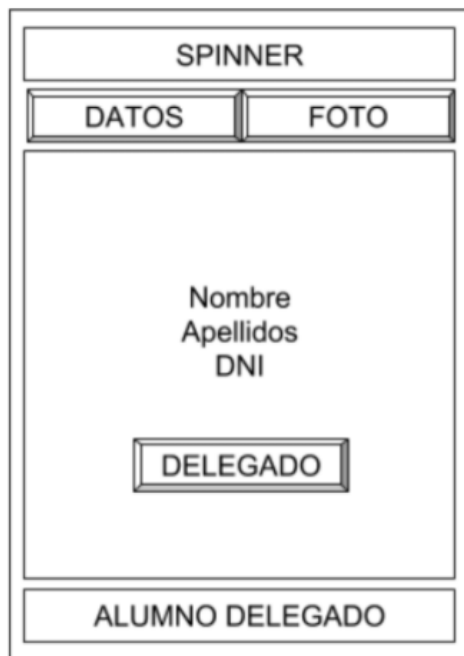 SPINNER
DATOS FOTO
Nombre
Apellidos
DNI
DELEGADO
ALUMNO DELEGADO